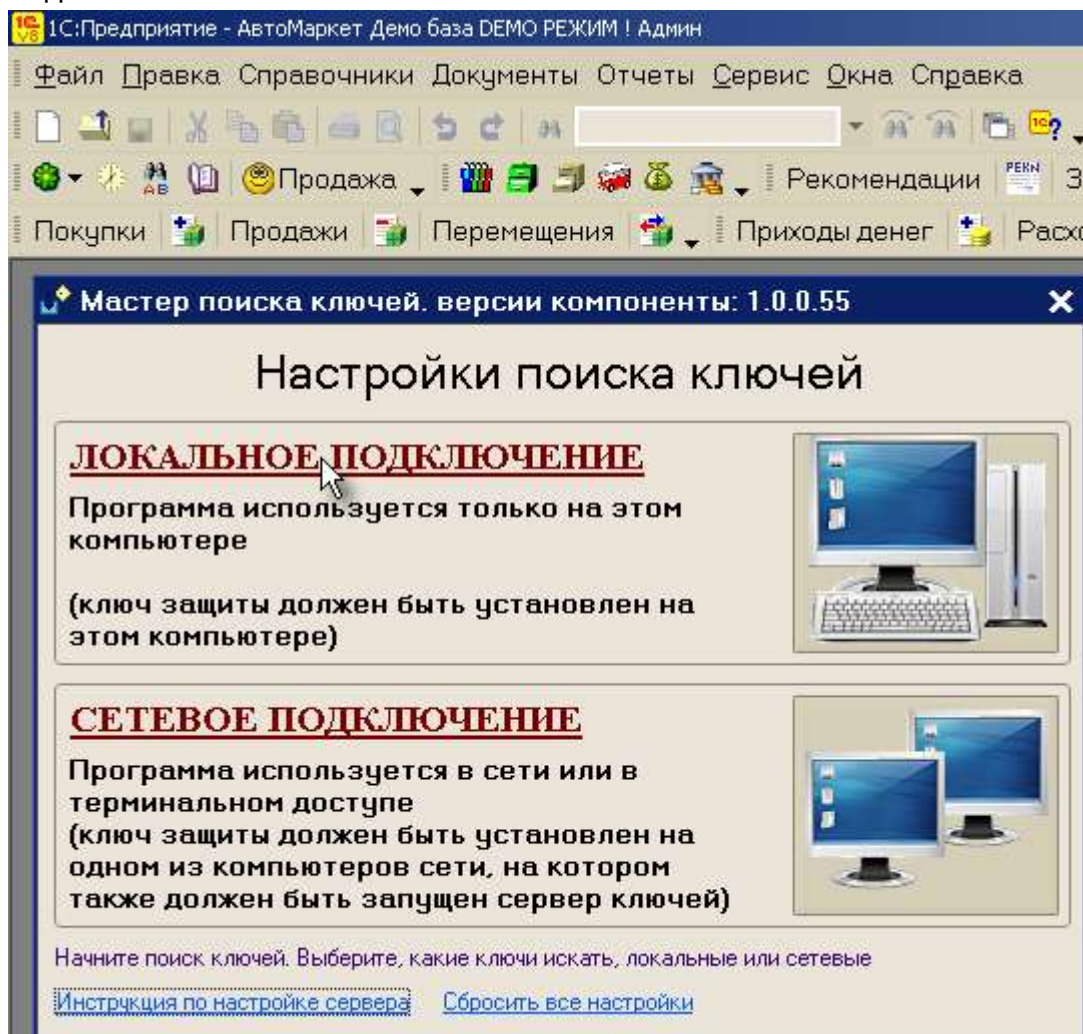 1С:Предприятие - АвтоМаркет Демо база DEMO РЕЖИМ ! Админ
Файл Правка Справочники Документы Отчеты Сервис Окна Справка
Продажа Рекомендации
Покупки Продажи Перемещения Приходы денег
Мастер поиска ключей. версии компоненты: 1.0.0.55
Настройки поиска ключей
ЛОКАЛЬНОЕ ПОДКЛЮЧЕНИЕ
Программа используется только на этом
компьютере
(ключ защиты должен быть установлен на
этом компьютере)
СЕТЕВОЕ ПОДКЛЮЧЕНИЕ
Программа используется в сети или в
терминальном доступе
(ключ защиты должен быть установлен на
одном из компьютеров сети, на котором
также должен быть запущен сервер ключей)
Начните поиск ключей. Выберите, какие ключи искать, локальные или сетевые
Инструкция по настройке сервера Сбросить все настройки